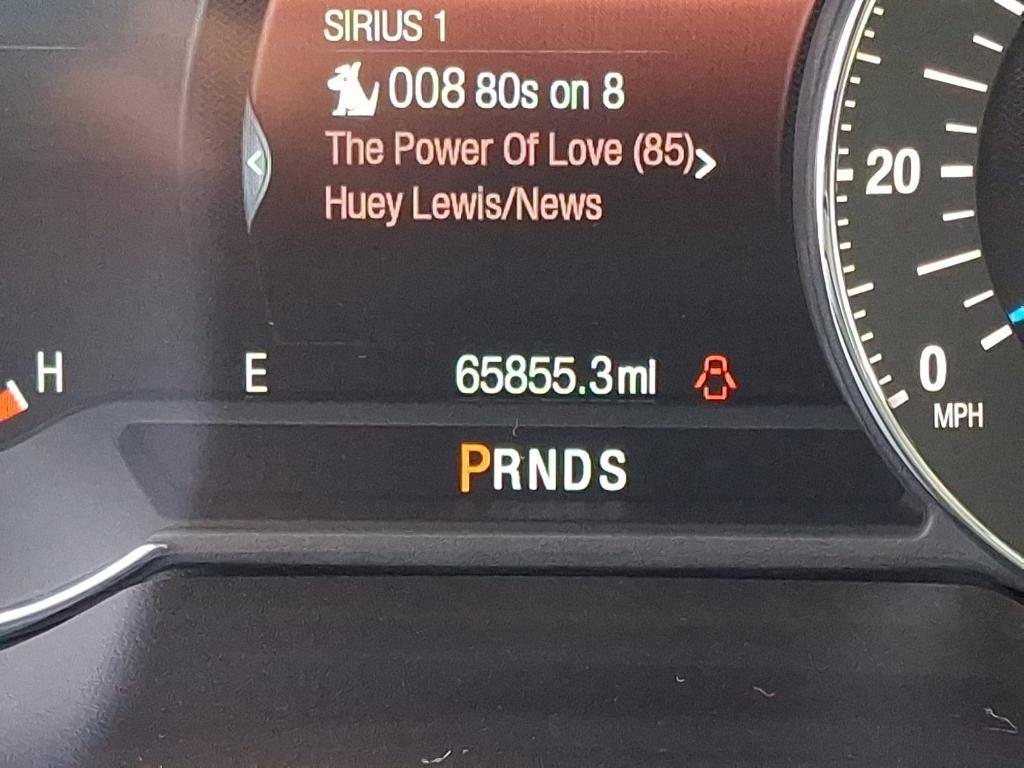 SIRIUS 1
008 80s on 8
The Power Of Love (85)
Huey Lewis/News
20
H
E
65855.3mi
0
MPH
PRNDS